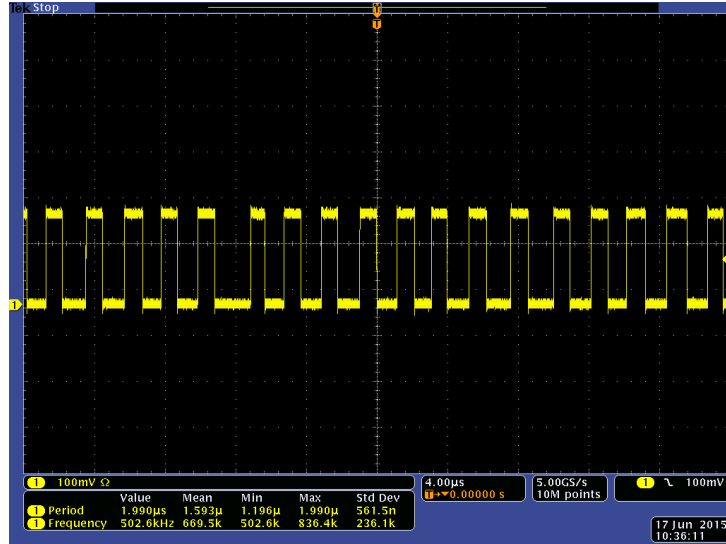 Tek Stop
T
T
1
1 100mV Ω
4.00µs
T→▼0.00000 s
5.00GS/s
10M points
1 100mV
Value Mean Min Max Std Dev
1 Period 1.990µs 1.593µ 1.196µ 1.990µ 561.5n
1 Frequency 502.6kHz 669.5k 502.6k 836.4k 236.1k
17 Jun 2015
10:36:11